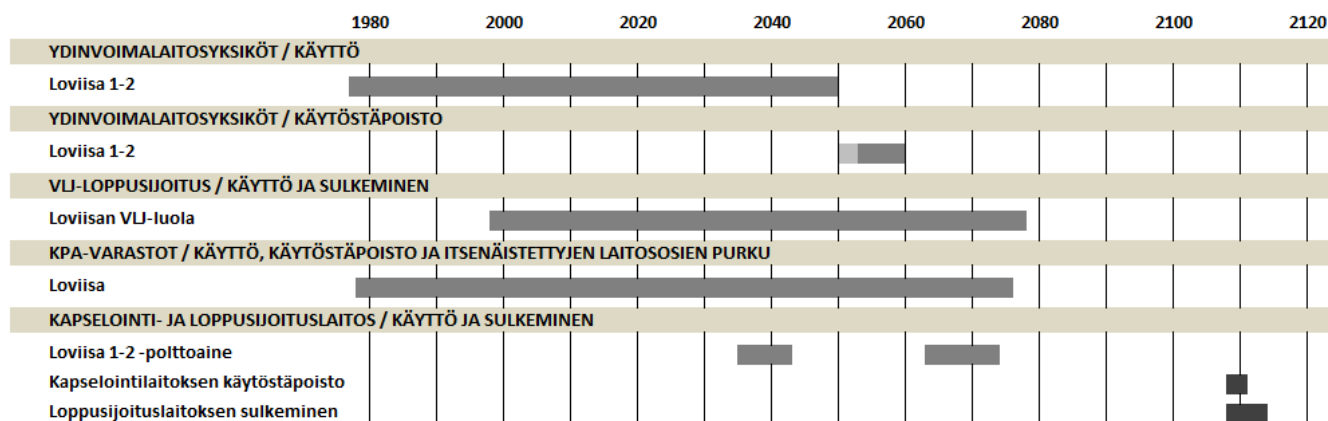 1980 2000 2020 2040 2060 2080 2100 2120
YDINVOIMALAITOSYKSIKÖT / KÄYTTÖ
Loviisa 1-2
YDINVOIMALAITOSYKSIKÖT / KÄYTÖSTÄPOISTO
Loviisa 1-2
VLJ-LOPPUSIJOITUS / KÄYTTÖ JA SULKEMINEN
Loviisan VLJ-luola
KPA-VARASTOT / KÄYTTÖ, KÄYTÖSTÄPOISTO JA ITSENÄISTETTYJEN LAITOSOSIEN PURKU
Loviisa
KAPSELOINTI- JA LOPPUSIJOITUSLAITOS / KÄYTTÖ JA SULKEMINEN
Loviisa 1-2 -polttoaine
Kapselointilaitoksen käytöstäpoisto
Loppusijoituslaitoksen sulkeminen